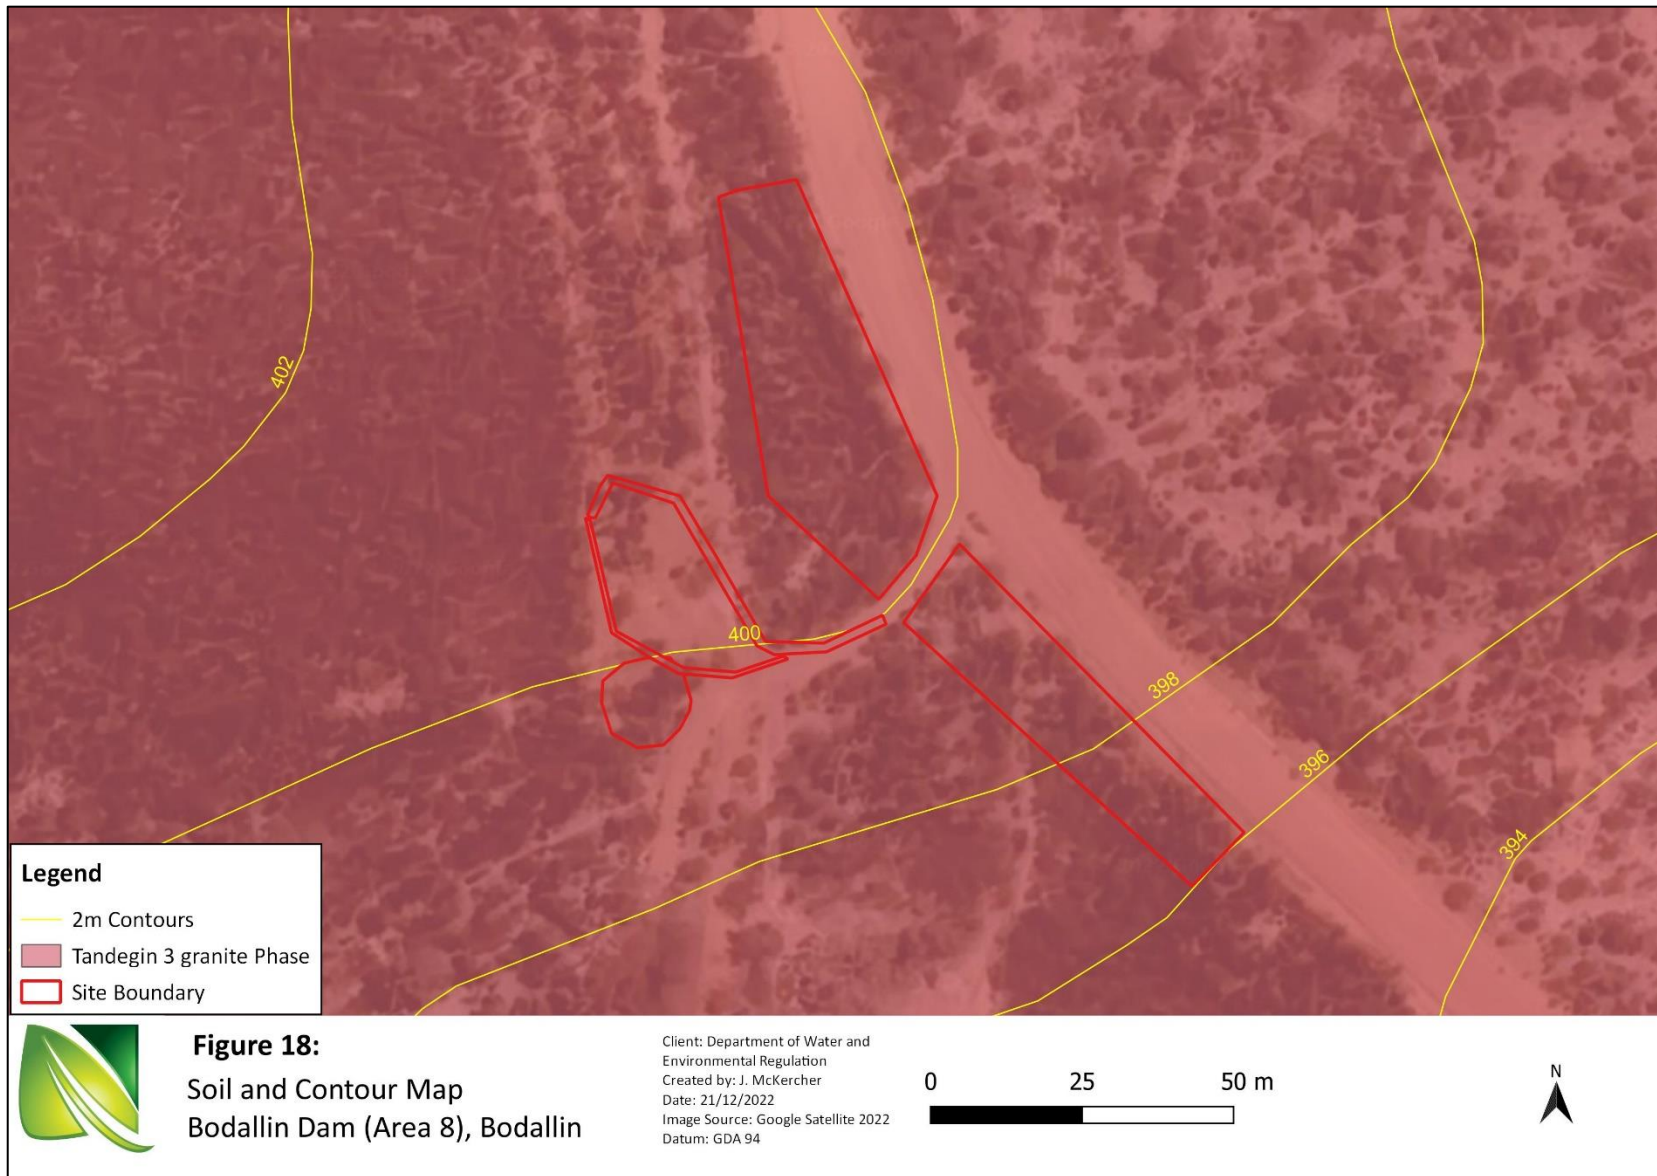 402
400
398
396
394
Legend
2m Contours
Tandegin 3 granite Phase
Site Boundary
Figure 18:
Soil and Contour Map
Bodallin Dam (Area 8), Bodallin
Client: Department of Water and
Environmental Regulation
Created by: J. McKercher
Date: 21/12/2022
Image Source: Google Satellite 2022
Datum: GDA 94
0 25 50 m
N